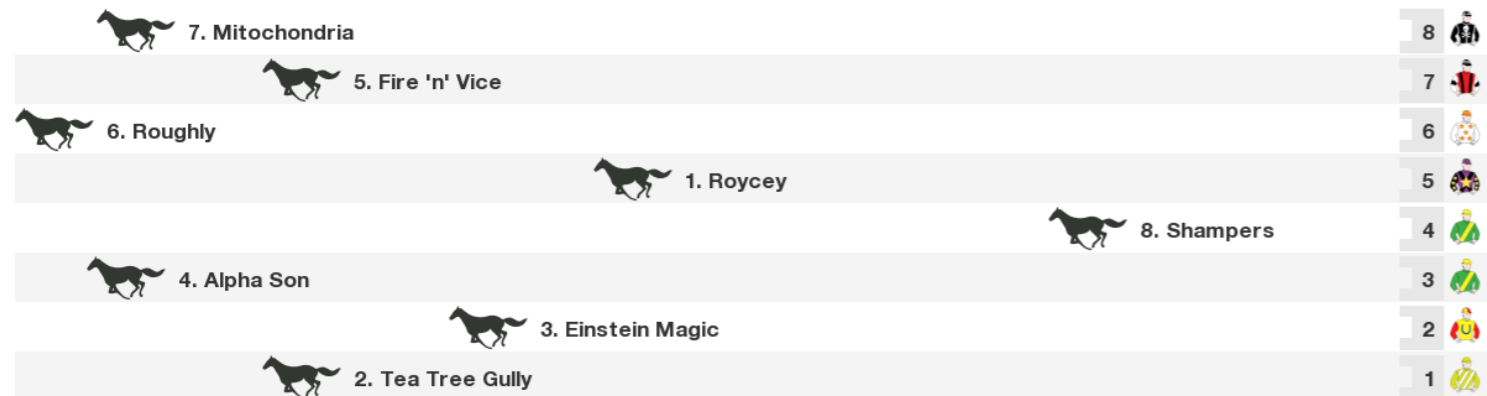 7. Mitochondria 8
5. Fire 'n' Vice 7
6. Roughly 6
1. Roycey 5
8. Shampers 4
4. Alpha Son 3
3. Einstein Magic 2 U
2. Tea Tree Gully 1